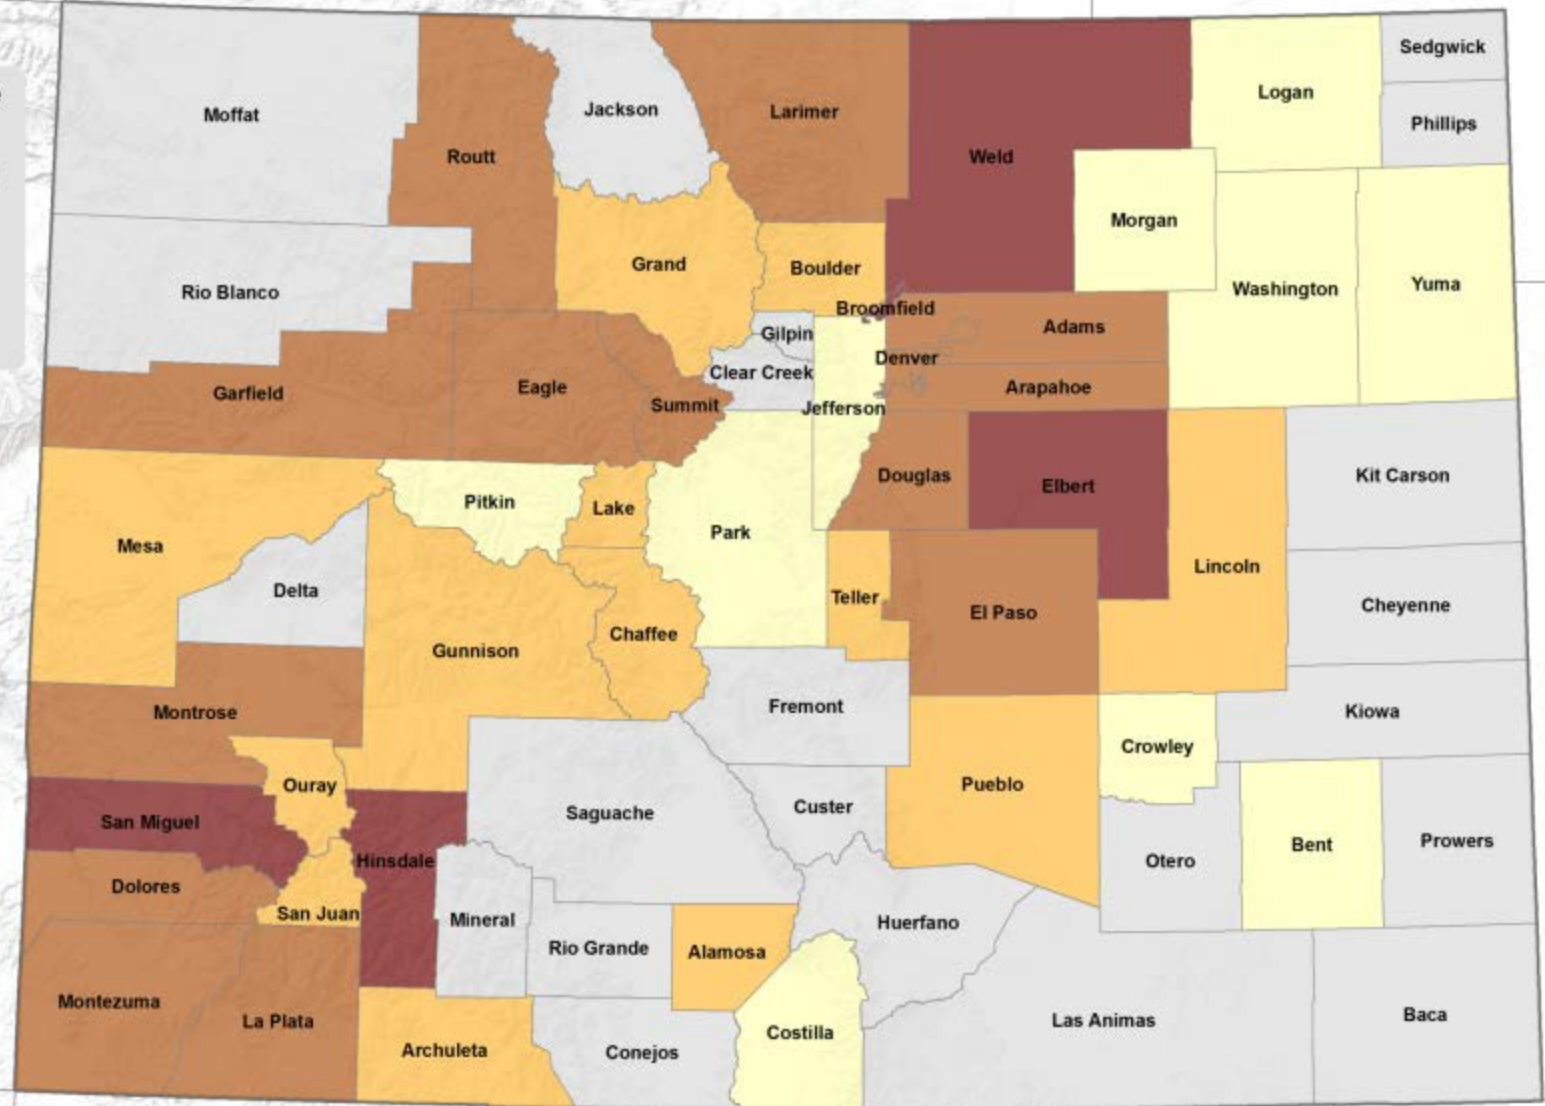 Sedgwick
Logan
Moffat
Jackson
Larimer
Phillips
Routt
Weld
Morgan
Grand
Boulder
Rio Blanco
Washington
Yuma
Broomfield
Gilpin
Adams
Denver
Clear Creek
Garfield
Eagle
Arapahoe
Summit
Jefferson
Douglas
Elbert
Kit Carson
Pitkin
Lake
Park
Mesa
Lincoln
Delta
Teller
El Paso
Cheyenne
Chaffee
Gunnison
Montrose
Fremont
Kiowa
Crowley
Ouray
Pueblo
San Miguel
Saguache
Custer
Hinsdale
Otero
Bent
Prowers
Dolores
San Juan
Mineral
Rio Grande
Alamosa
Huerfano
Montezuma
La Plata
Costilla
Las Animas
Baca
Archuleta
Conejos